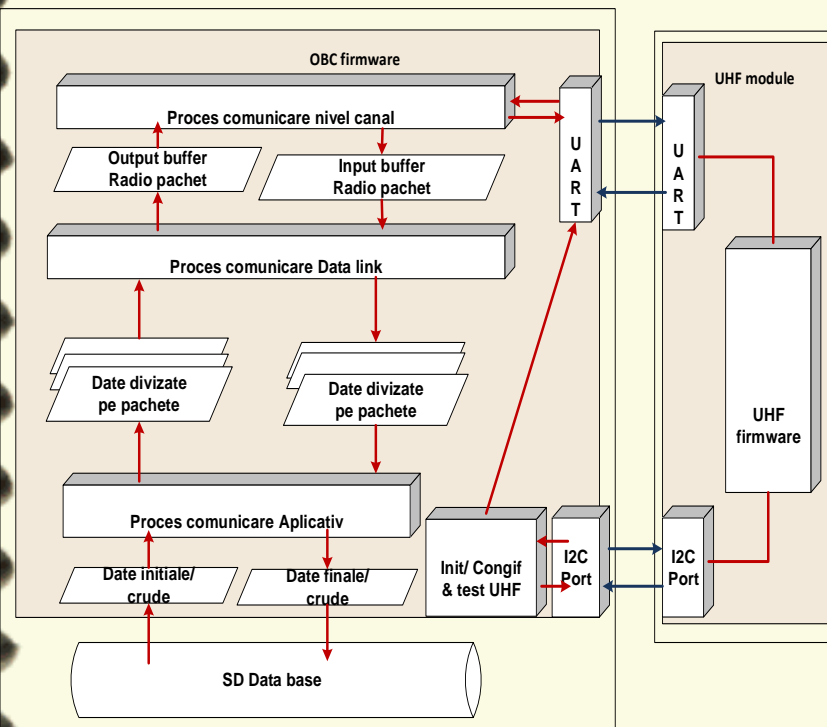 OBC firmware
UHF module
Proces comunicare nivel canal
Output buffer
Radio pachet
Input buffer
Radio pachet
U
A
R
T
U
A
R
T
Proces comunicare Data link
Date divizate
pe pachete
Date divizate
pe pachete
UHF
firmware
Proces comunicare Aplicativ
Date initiale/
crude
Date finale/
crude
Init/ Congif
& test UHF
I2C
Port
I2C
Port
SD Data base